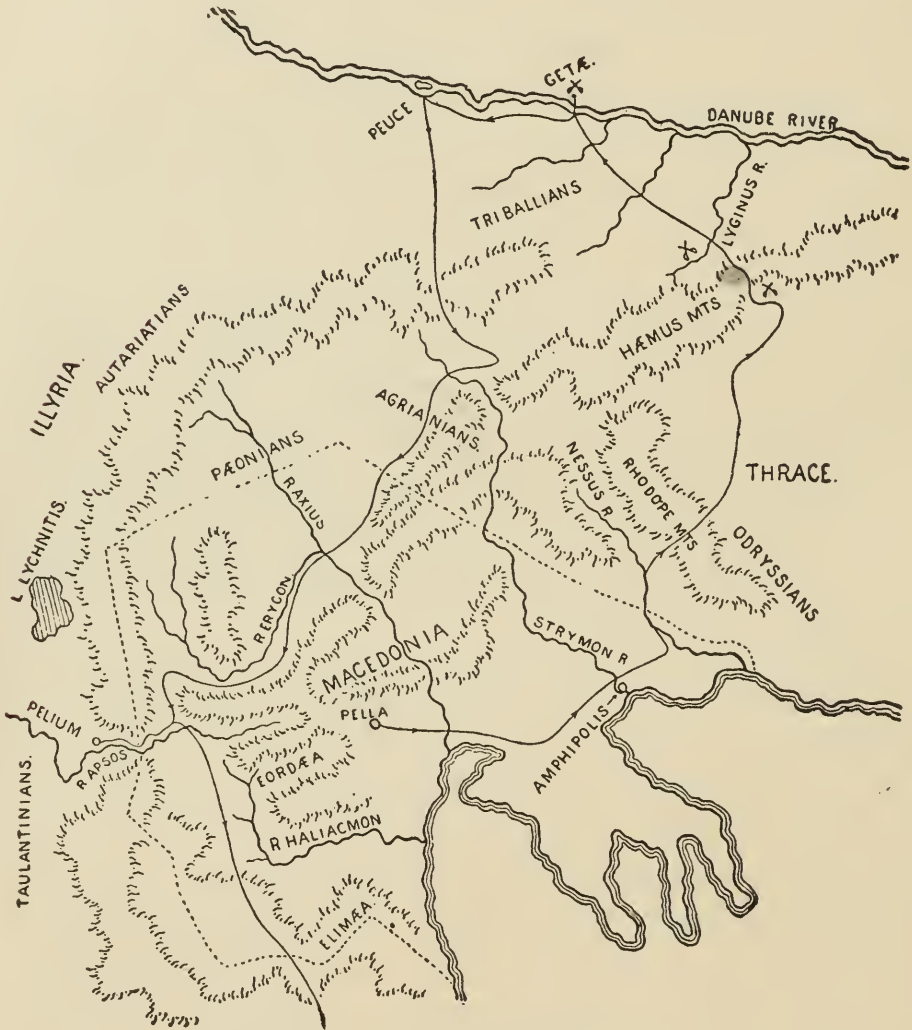 GETÆ.
PEUCE
DANUBE RIVER
LYGINUS R.
TRIBALLIANS
HÆMUS MTS
AUTARIATIANS
ILLYRIA.
AGRIANIANS
PÆONIANS
R AXIUS
NESSUS R.
RHODOPE MTS
THRACE.
ODRYSSIANS
L LYCHNITIS.
R ERYGON
STRYMON R
MACEDONIA
PELLA
AMPHIPOLIS
PELIUM
R APSOS
EORDÆA
R HALIACMON
TAULANTINIANS.
ELIMÆA